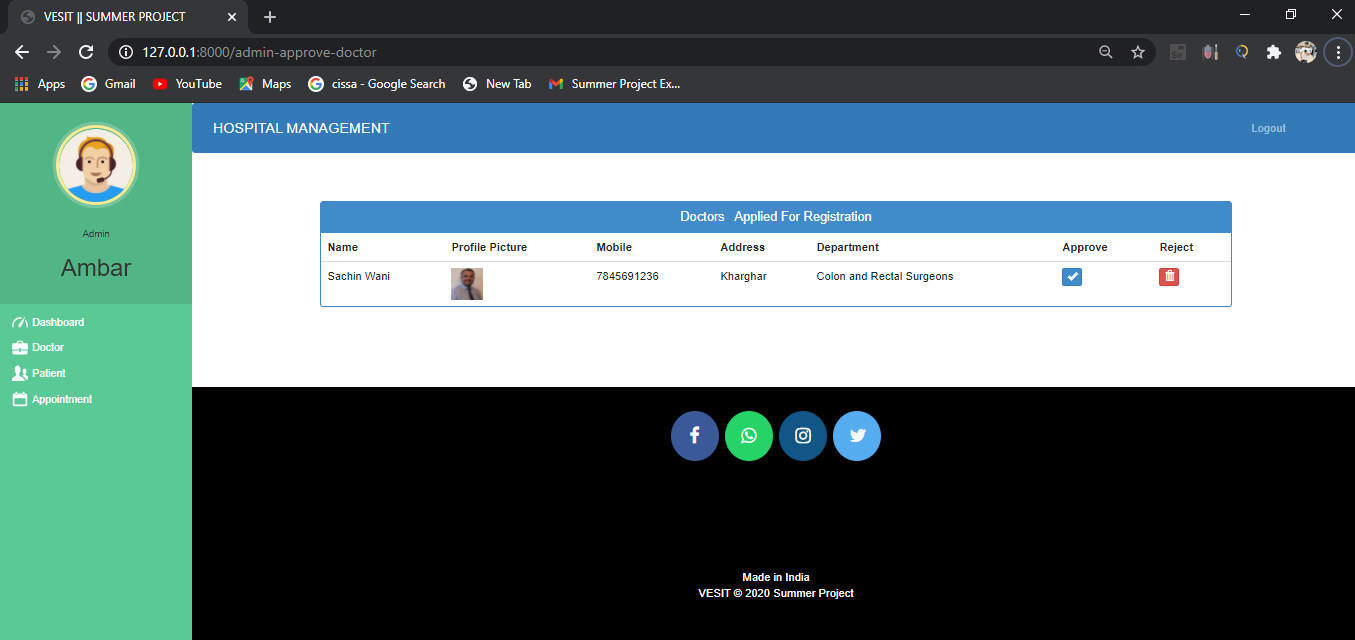 VESIT || SUMMER PROJECT
127.0.0.1:8000/admin-approve-doctor
Apps Gmail YouTube Maps cissa - Google Search New Tab Summer Project Ex...
HOSPITAL MANAGEMENT Logout
Admin
Ambar
Dashboard
Doctor
Patient
Appointment
Doctors Applied For Registration
Name Profile Picture Mobile Address Department Approve Reject
Sachin Wani 7845691236 Kharghar Colon and Rectal Surgeons
Made in India
VESIT © 2020 Summer Project